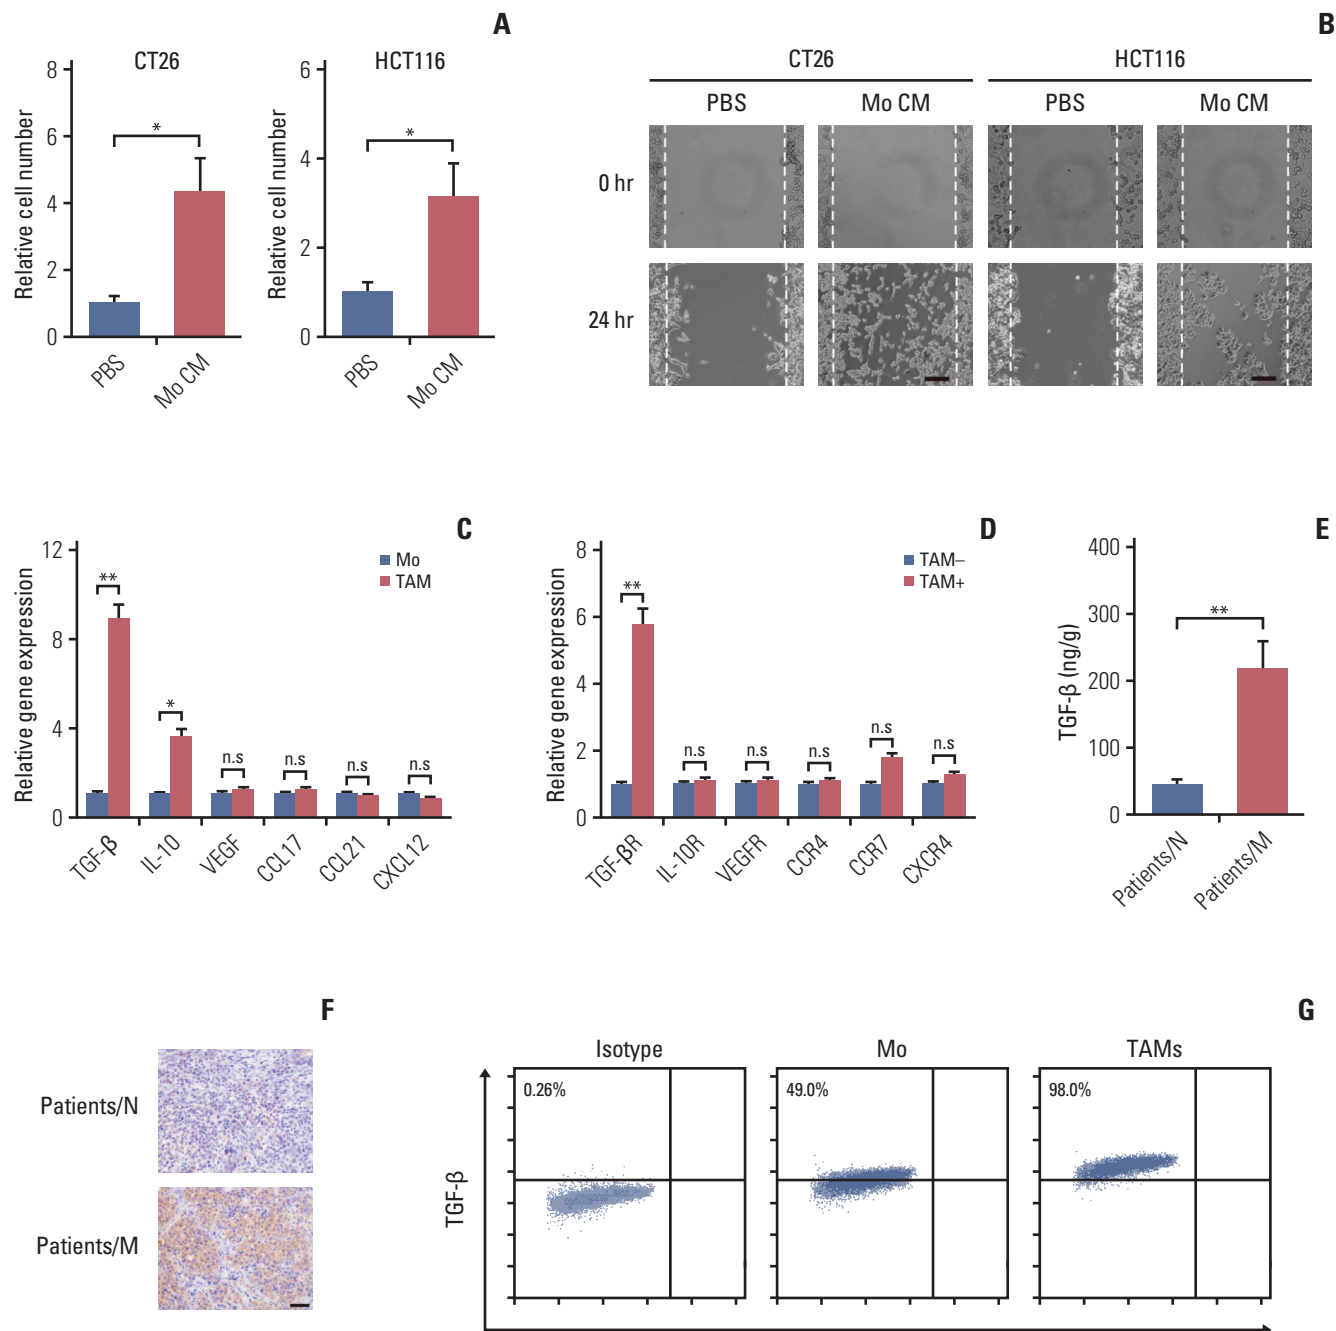 A
CT26
Relative cell number
8
6
4
2
0
*
PBS
Mo CM
HCT116
Relative cell number
6
4
2
0
*
PBS
Mo CM
B
CT26
HCT116
PBS
Mo CM
PBS
Mo CM
0 hr
24 hr
C
Relative gene expression
12
8
4
0
Mo
TAM
**
*
n.s
n.s
n.s
n.s
TGF-β
IL-10
VEGF
CCL17
CCL21
CXCL12
D
Relative gene expression
8
6
4
2
0
TAM–
TAM+
**
n.s
n.s
n.s
n.s
n.s
TGF-βR
IL-10R
VEGFR
CCR4
CCR7
CXCR4
E
TGF-β (ng/g)
400
300
200
100
0
**
Patients/N
Patients/M
F
Patients/N
Patients/M
G
Isotype
Mo
TAMs
0.26%
49.0%
98.0%
TGF-β